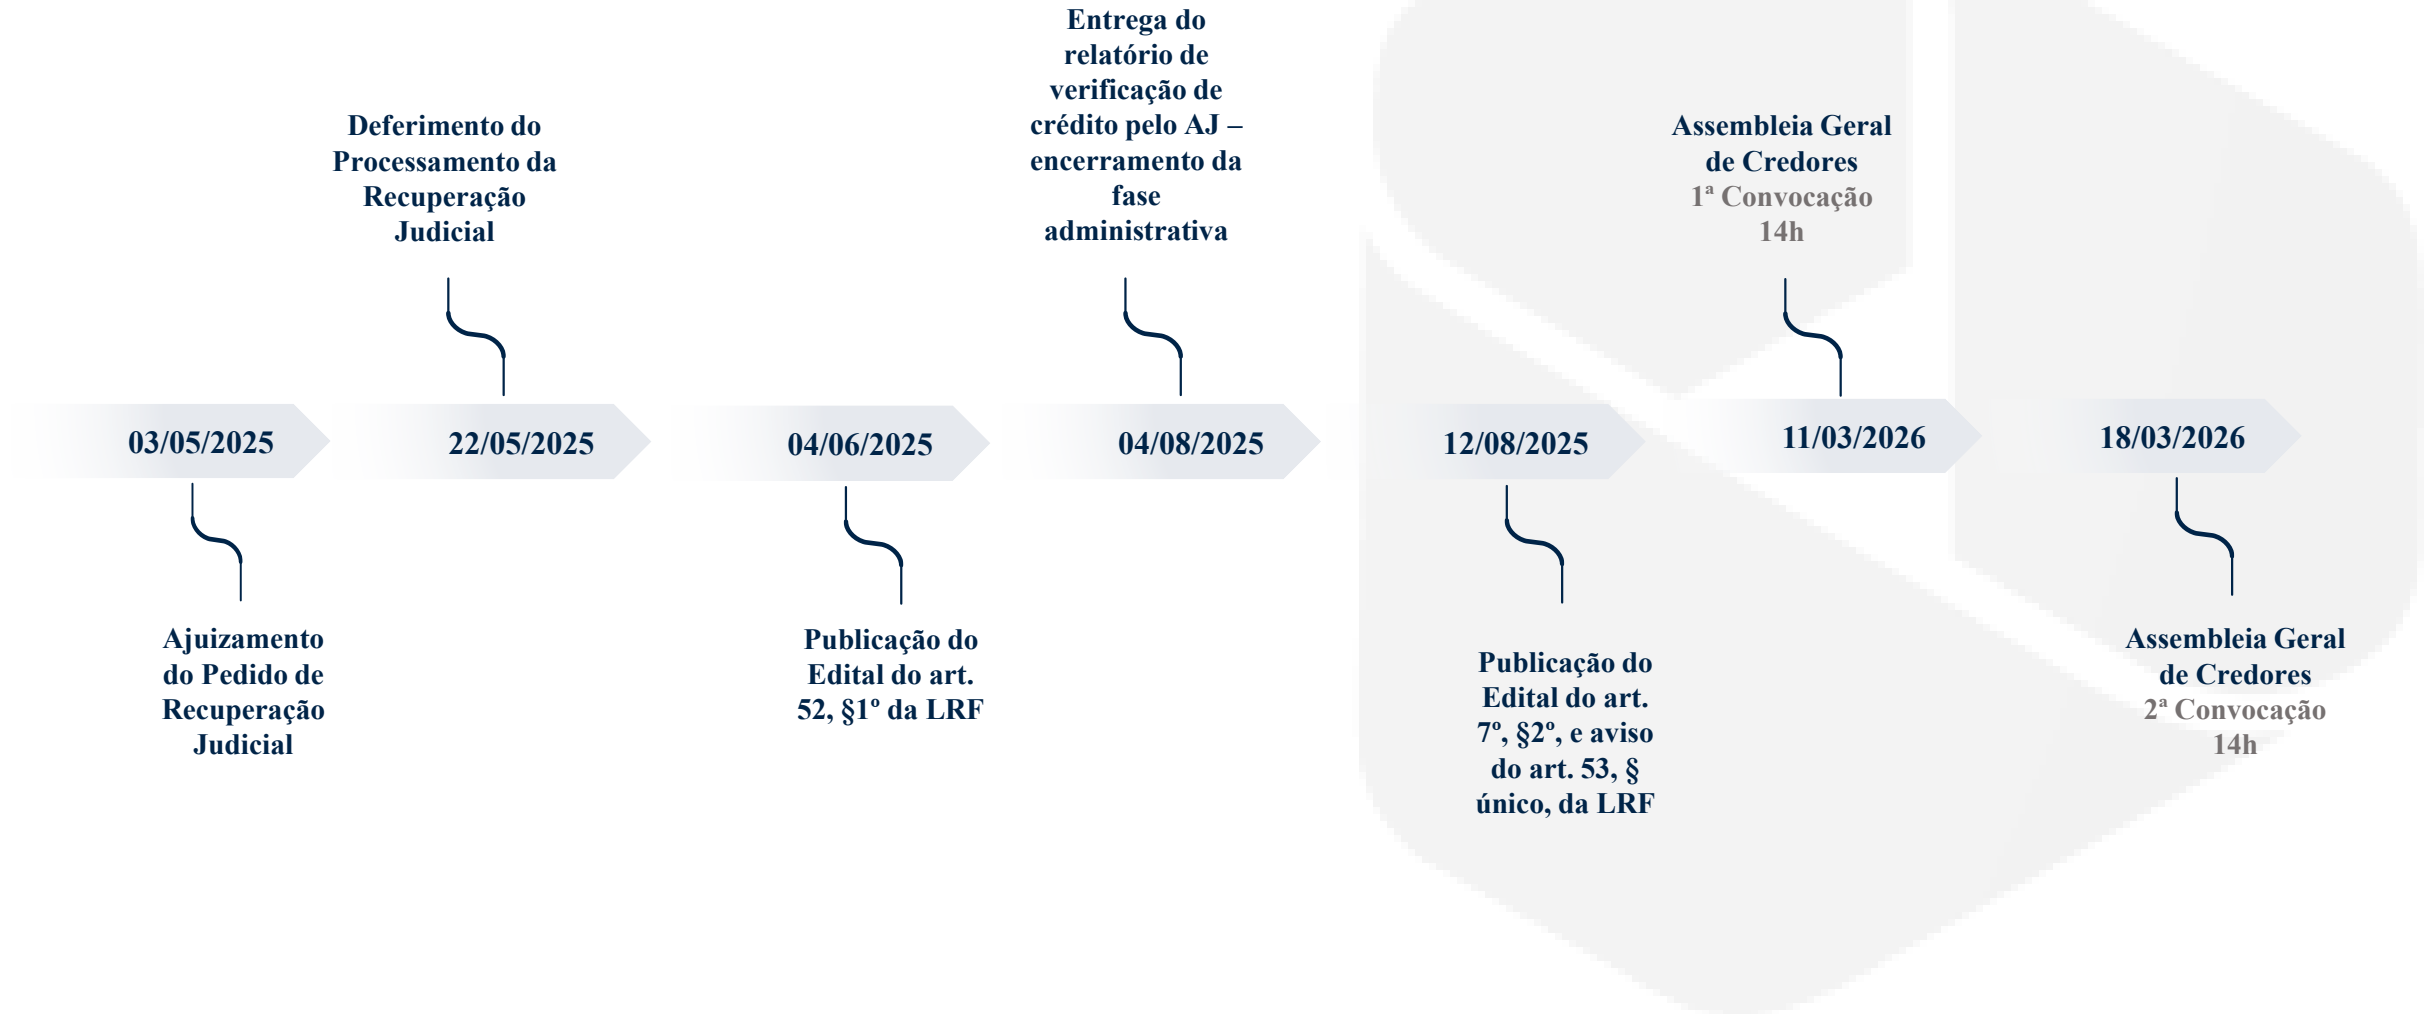 03/05/2025
Ajuizamento
do Pedido de
Recuperação
Judicial
Deferimento do
Processamento da
Recuperação
Judicial
22/05/2025
04/06/2025
Publicação do
Edital do art.
52, §1º da LRF
Entrega do
relatório de
verificação de
crédito pelo AJ –
encerramento da
fase
administrativa
04/08/2025
12/08/2025
Publicação do
Edital do art.
7º, §2º, e aviso
do art. 53, §
único, da LRF
Assembleia Geral
de Credores
1ª Convocação
14h
11/03/2026
18/03/2026
Assembleia Geral
de Credores
2ª Convocação
14h